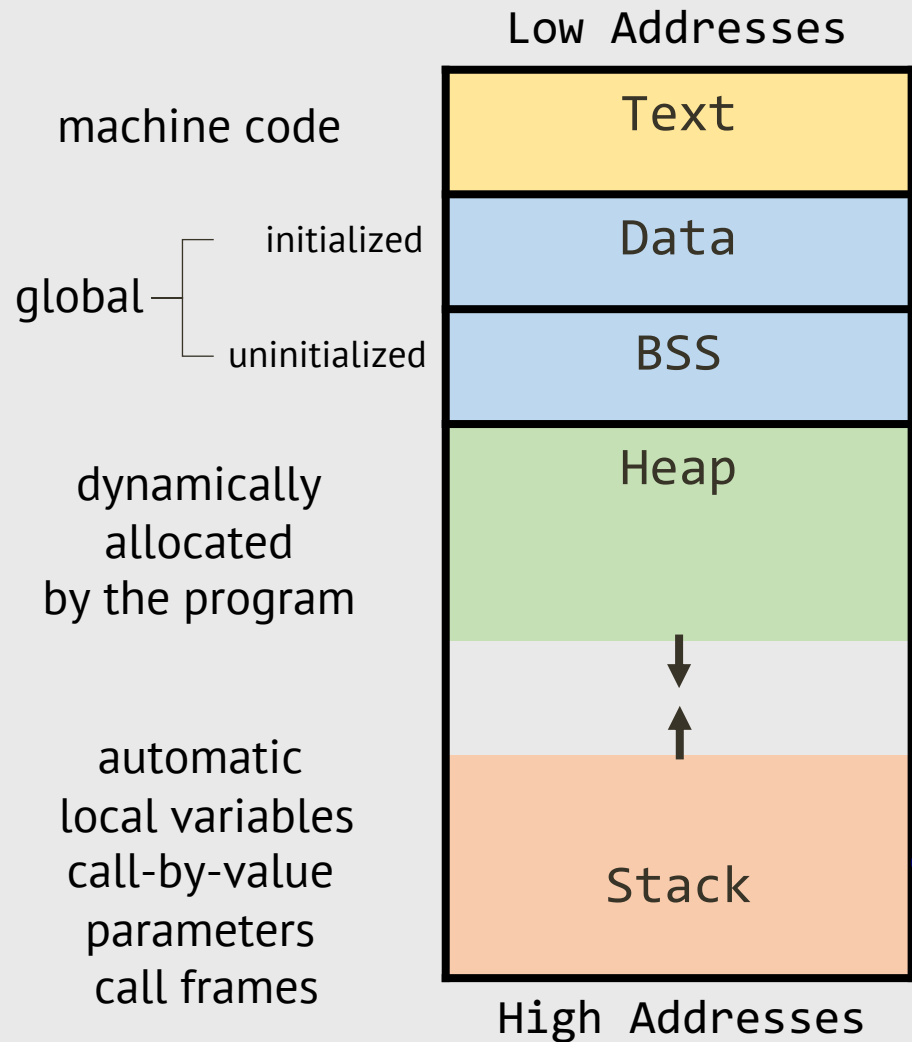 Low Addresses
machine code
Text
initialized
Data
global
uninitialized
BSS
Heap
dynamically
allocated
by the program
automatic
local variables
call-by-value
Stack
parameters
call frames
High Addresses